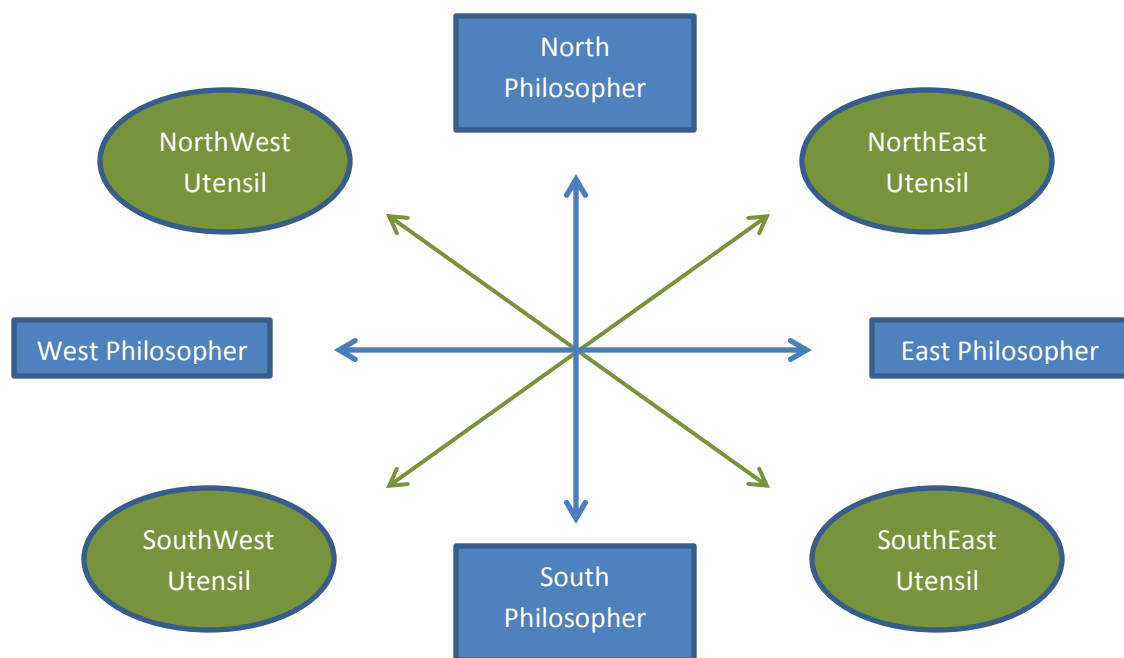 North
Philosopher
NorthWest
Utensil
NorthEast
Utensil
West Philosopher
East Philosopher
SouthWest
Utensil
South
Philosopher
SouthEast
Utensil